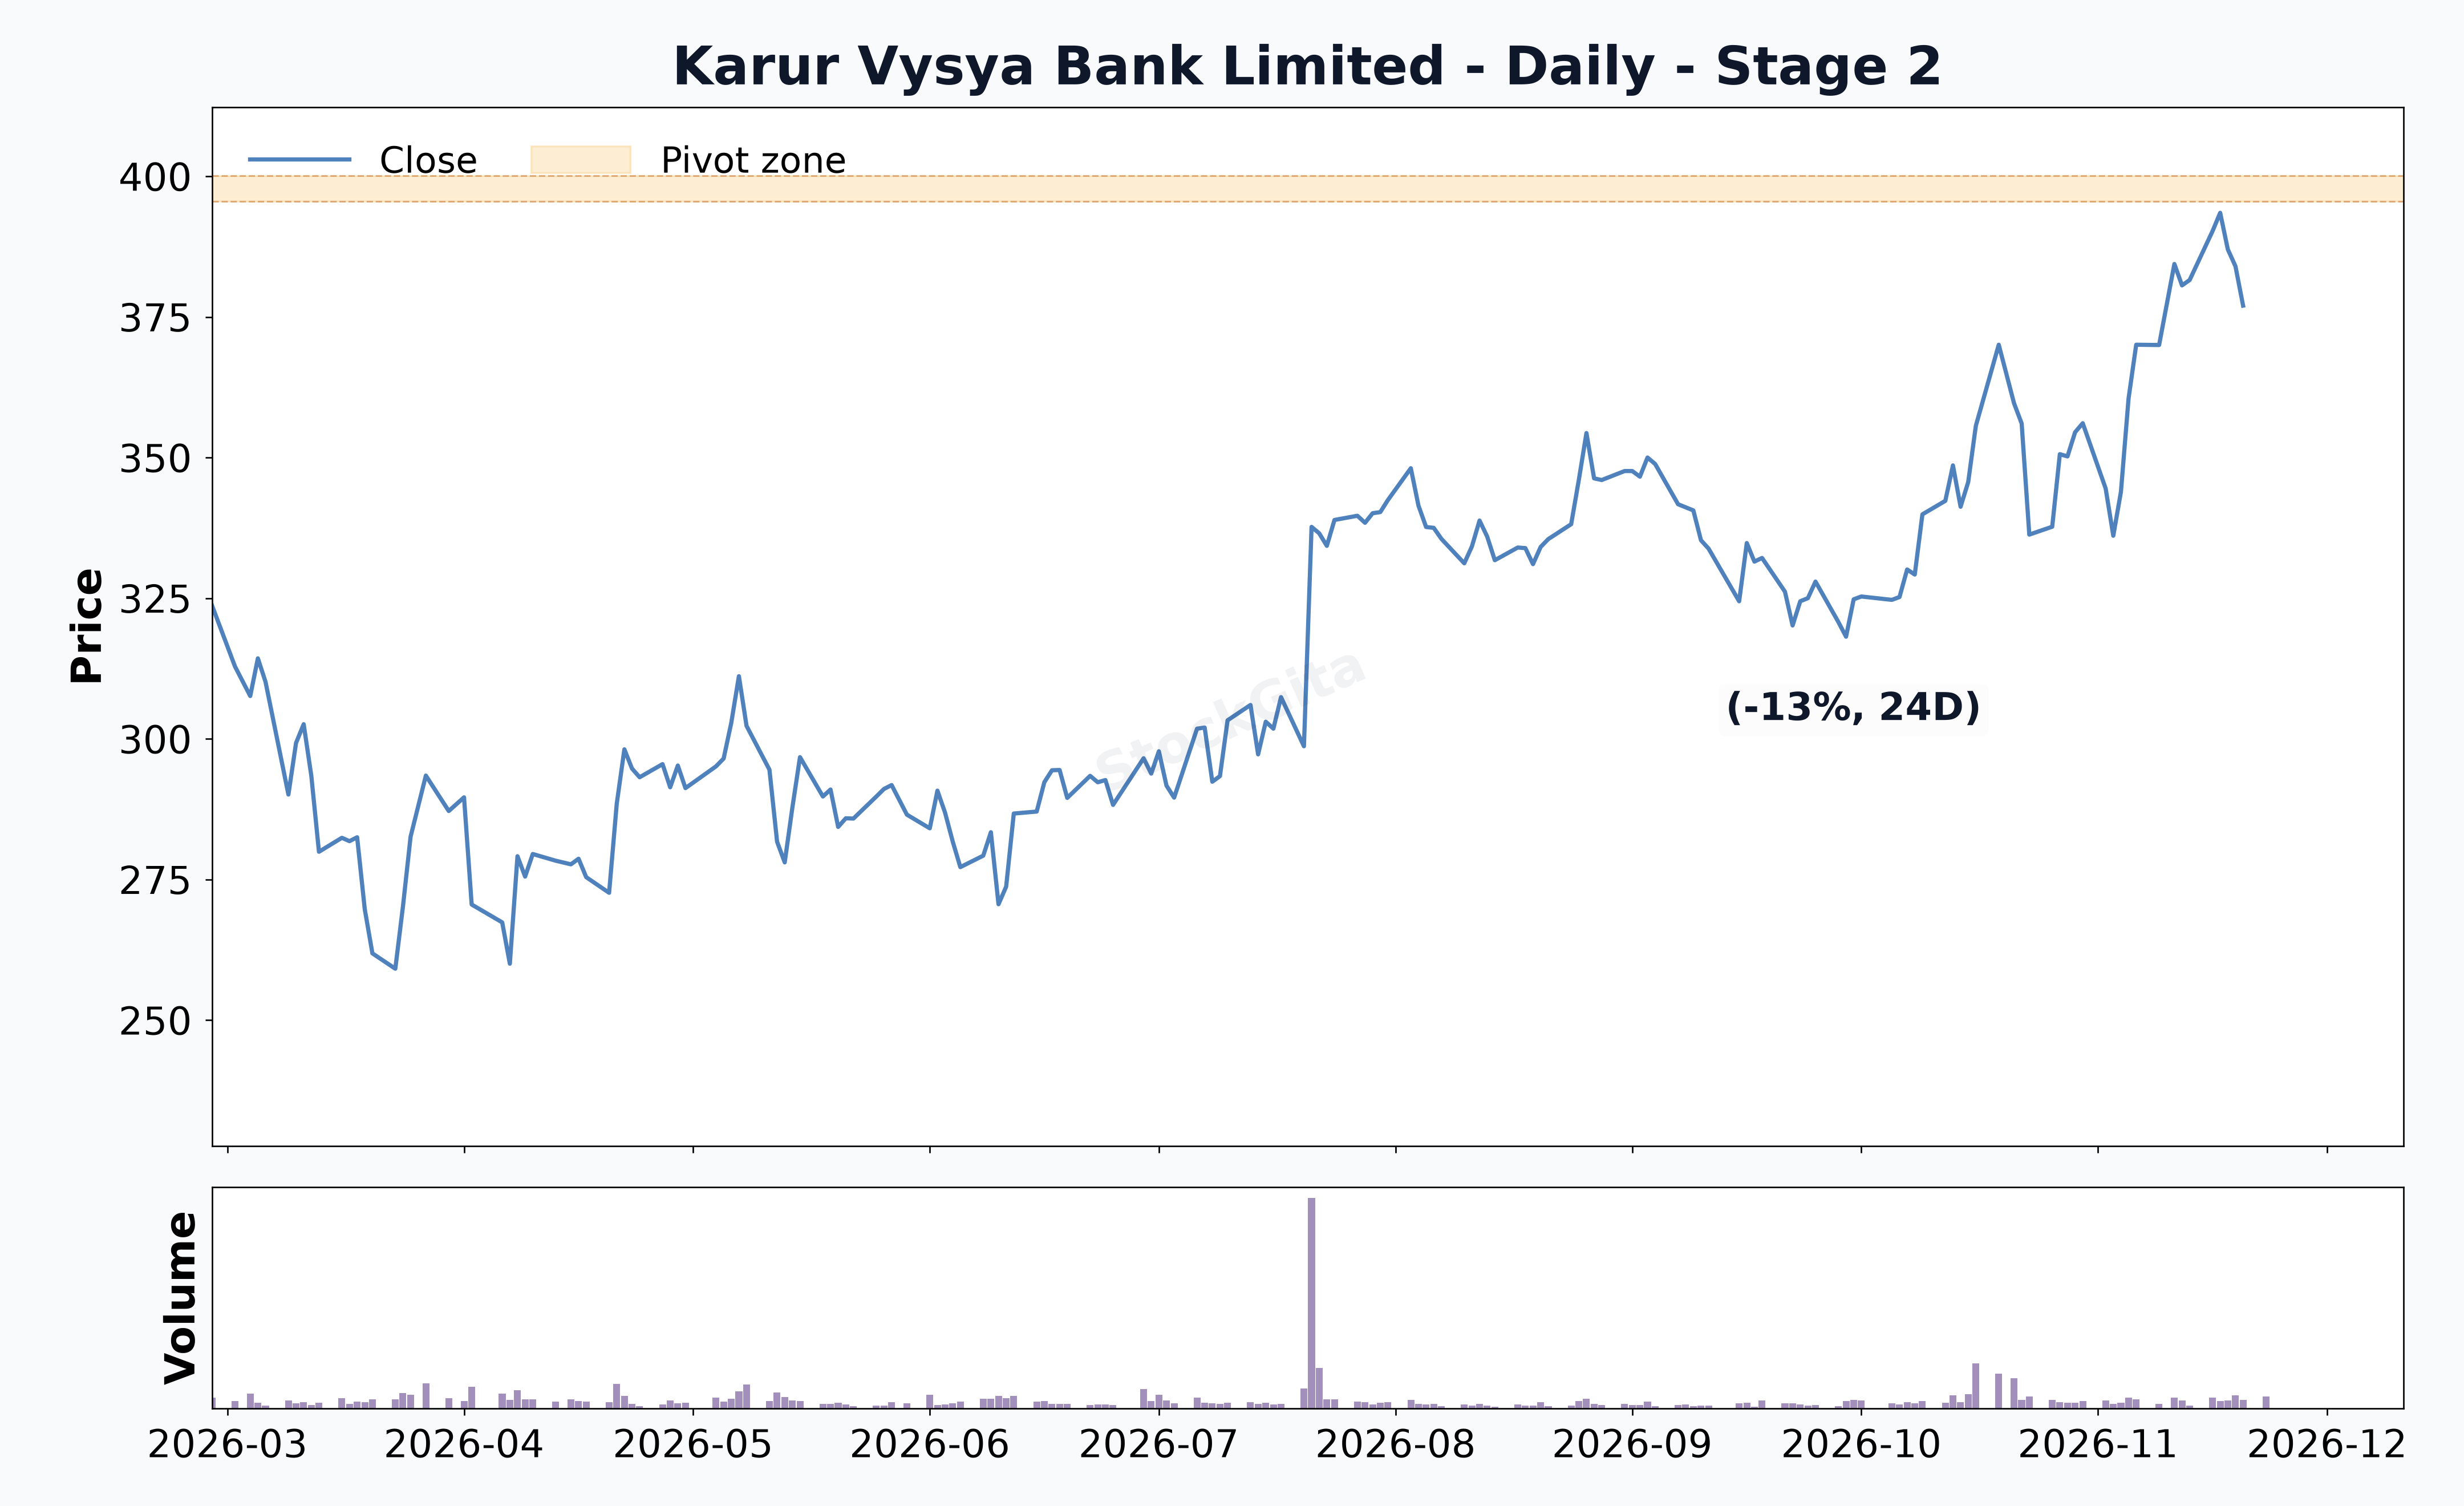 Karur Vysya Bank Limited - Daily - Stage 2
Close
Pivot zone
400
375
350
325
300
275
250
Price
StockGita
(-13%, 24D)
Volume
2026-03
2026-04
2026-05
2026-06
2026-07
2026-08
2026-09
2026-10
2026-11
2026-12